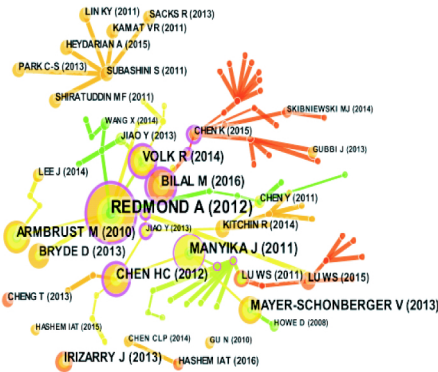 LIN KY (2011)
SACKS R (2013)
KAMAT VR (2011)
HEYDARIAN A (2015)
PARK C-S (2013)
SUBASHINI S (2011)
SHIRATUDDIN MF (2011)
SKIBNIEWSKI MJ (2014)
WANG X (2014)
JIAO Y (2013)
CHEN K (2015)
GUBBI J (2013)
VOLK R (2014)
LEE J (2014)
BILAL M (2016)
CHEN Y (2011)
REDMOND A (2012)
KITCHIN R (2014)
ARMBRUST M (2010)
JIAO Y (2013)
BRYDE D (2013)
MANYIKA J (2011)
CHEN HC (2012)
LU WS (2011)
LU WS (2015)
CHENG T (2013)
MAYER-SCHONBERGER V (2013)
HASHEM IAT (2015)
HOWE D (2008)
CHEN CLP (2014)
GU N (2010)
IRIZARRY J (2013)
HASHEM IAT (2016)